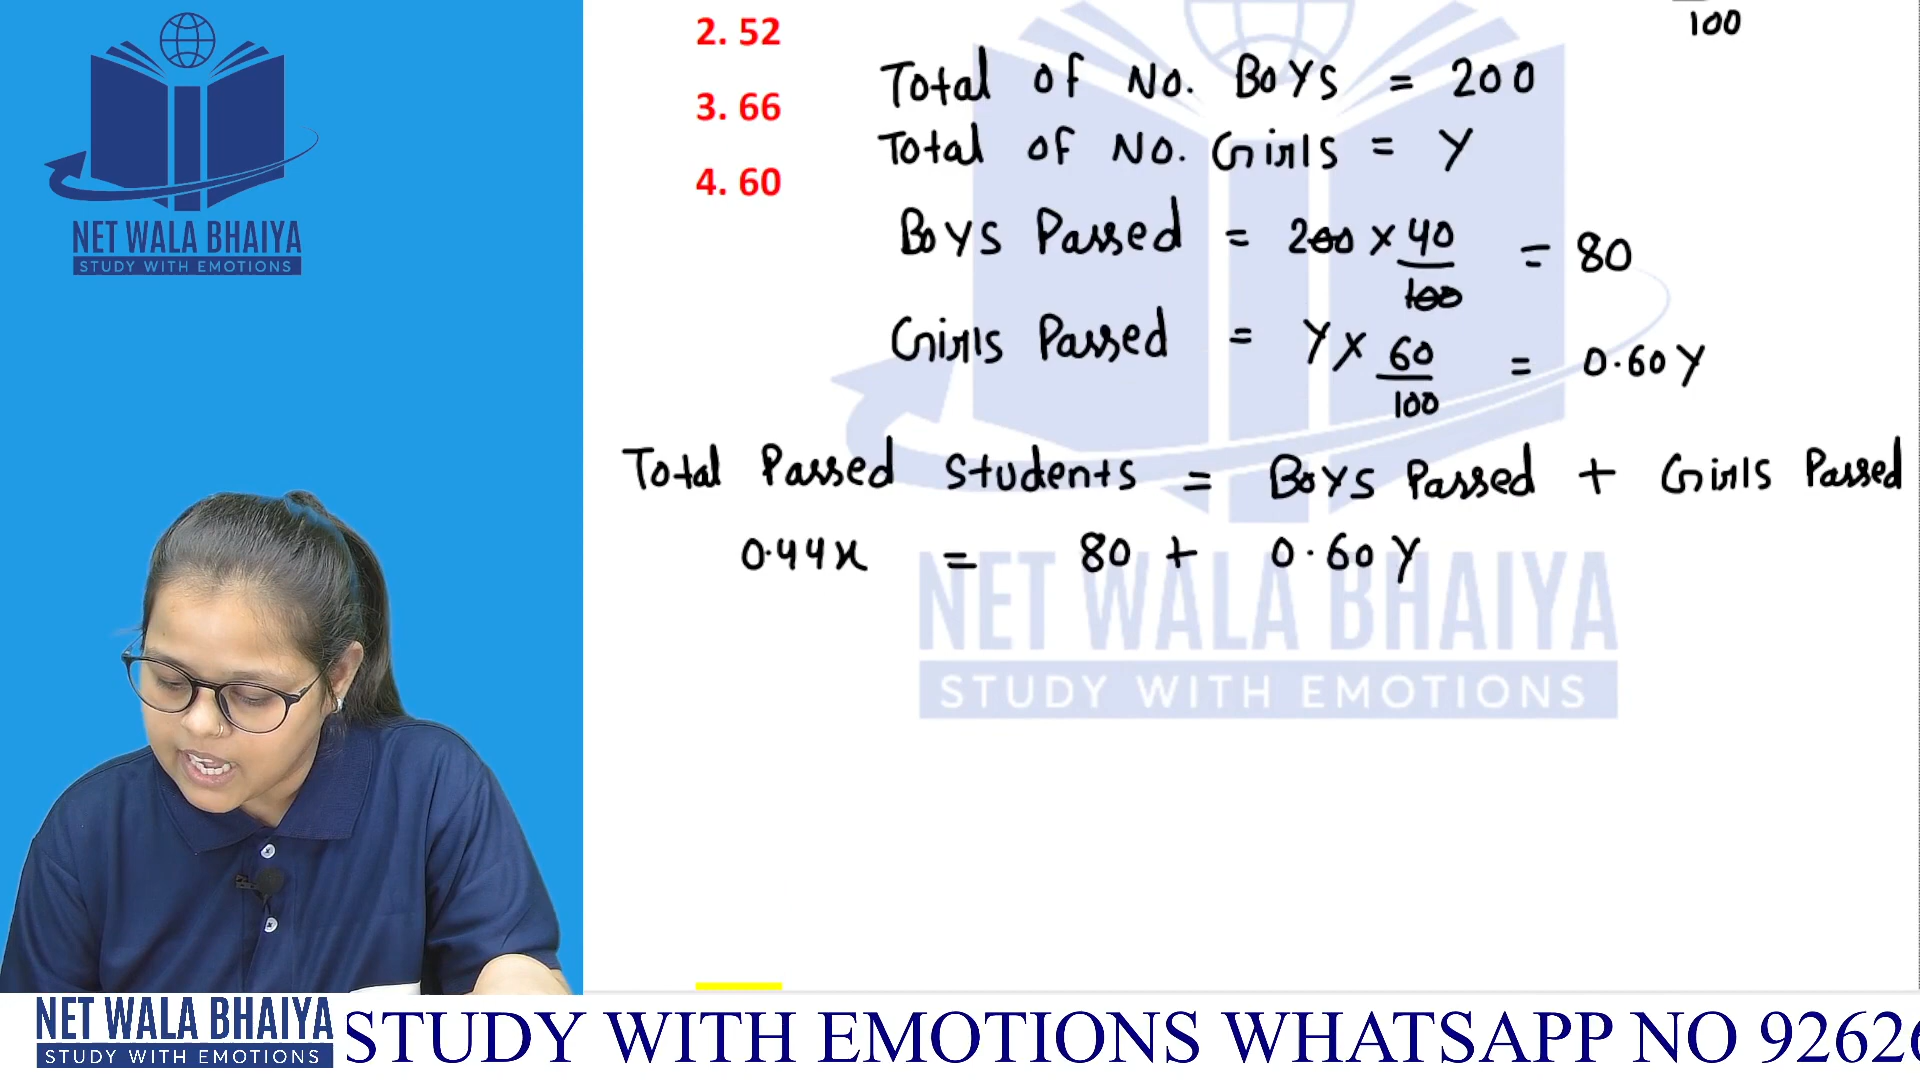 NET WALA BHAIYA
STUDY WITH EMOTIONS
2. 52
3. 66
4. 60
100
Total of No. Boys = 200
Total of No. Girls = Y
Boys Passed = 200 × 40/100 = 80
Girls Passed = Y × 60/100 = 0.60Y
Total Passed Students = Boys Passed + Girls Passed
0.44x = 80 + 0.60Y
NET WALA BHAIYA
STUDY WITH EMOTIONS
NET WALA BHAIYA
STUDY WITH EMOTIONS
STUDY WITH EMOTIONS WHATSAPP NO 9262